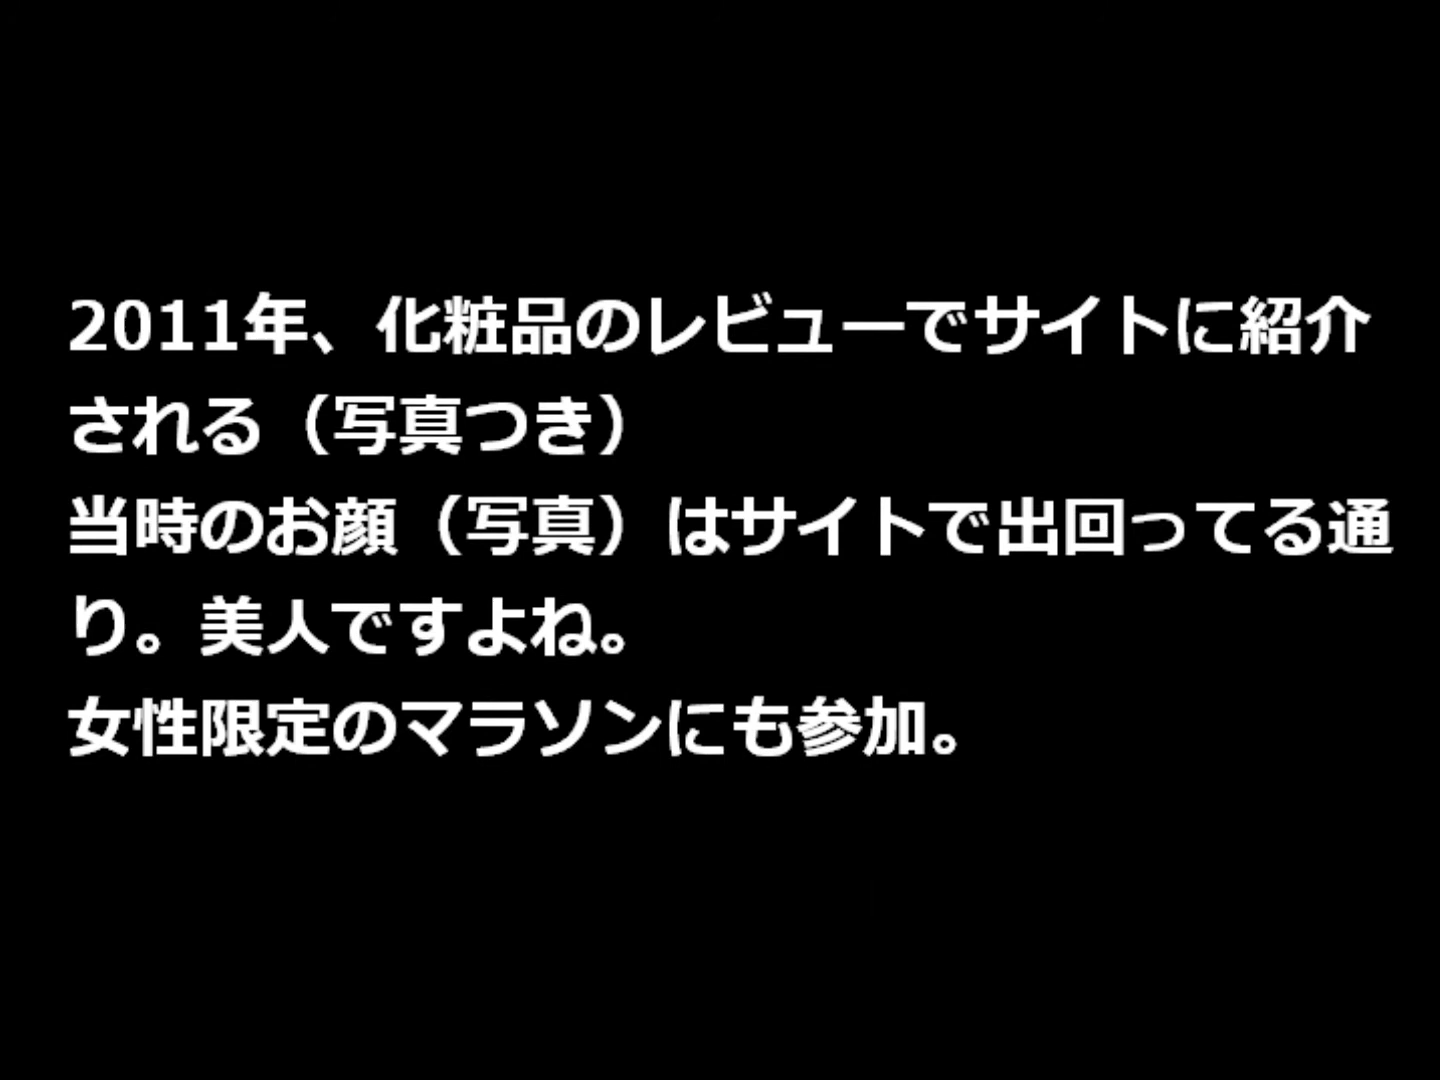 2011年、化粧品のレビューでサイトに紹介
される（写真つき）
当時のお顔（写真）はサイトで出回ってる通
り。美人ですよね。
女性限定のマラソンにも参加。